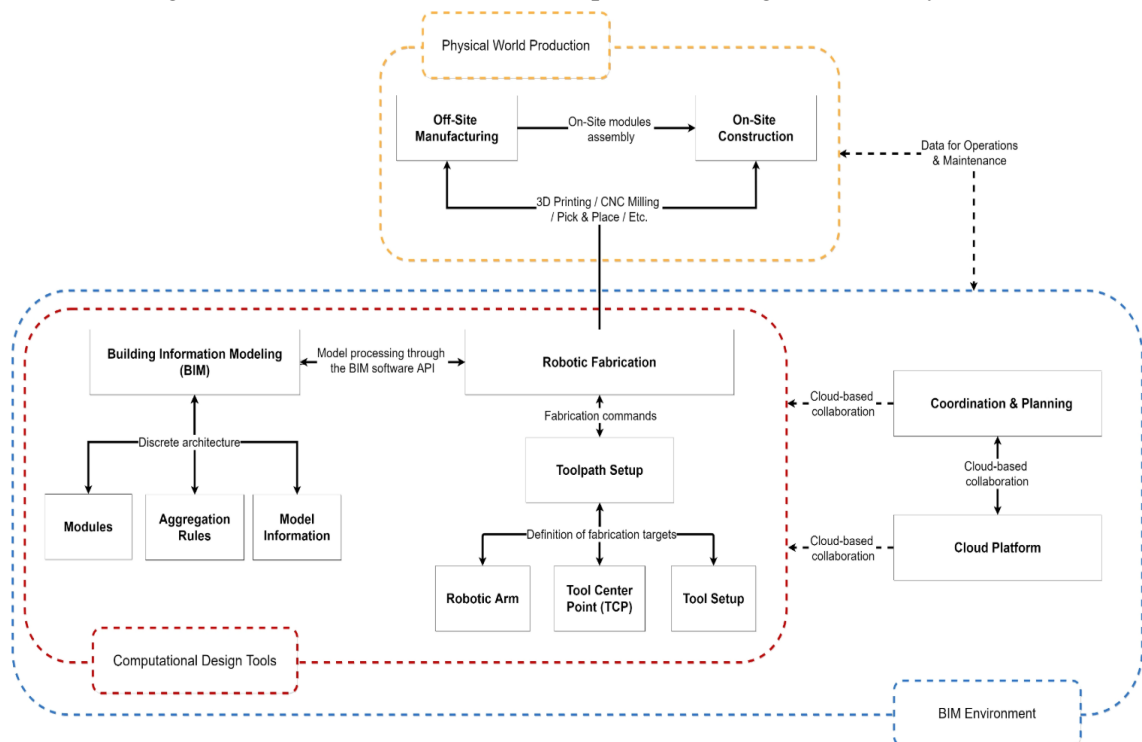 Physical World Production
Off-Site
Manufacturing
On-Site modules
assembly
On-Site
Construction
Data for Operations
& Maintenance
3D Printing / CNC Milling
/ Pick & Place / Etc.
Building Information Modeling
(BIM)
Model processing through
the BIM software API
Robotic Fabrication
Cloud-based
collaboration
Coordination & Planning
Fabrication commands
Discrete architecture
Toolpath Setup
Cloud-based
collaboration
Modules
Aggregation
Rules
Model
Information
Definition of fabrication targets
Cloud-based
collaboration
Cloud Platform
Robotic Arm
Tool Center
Point (TCP)
Tool Setup
Computational Design Tools
BIM Environment